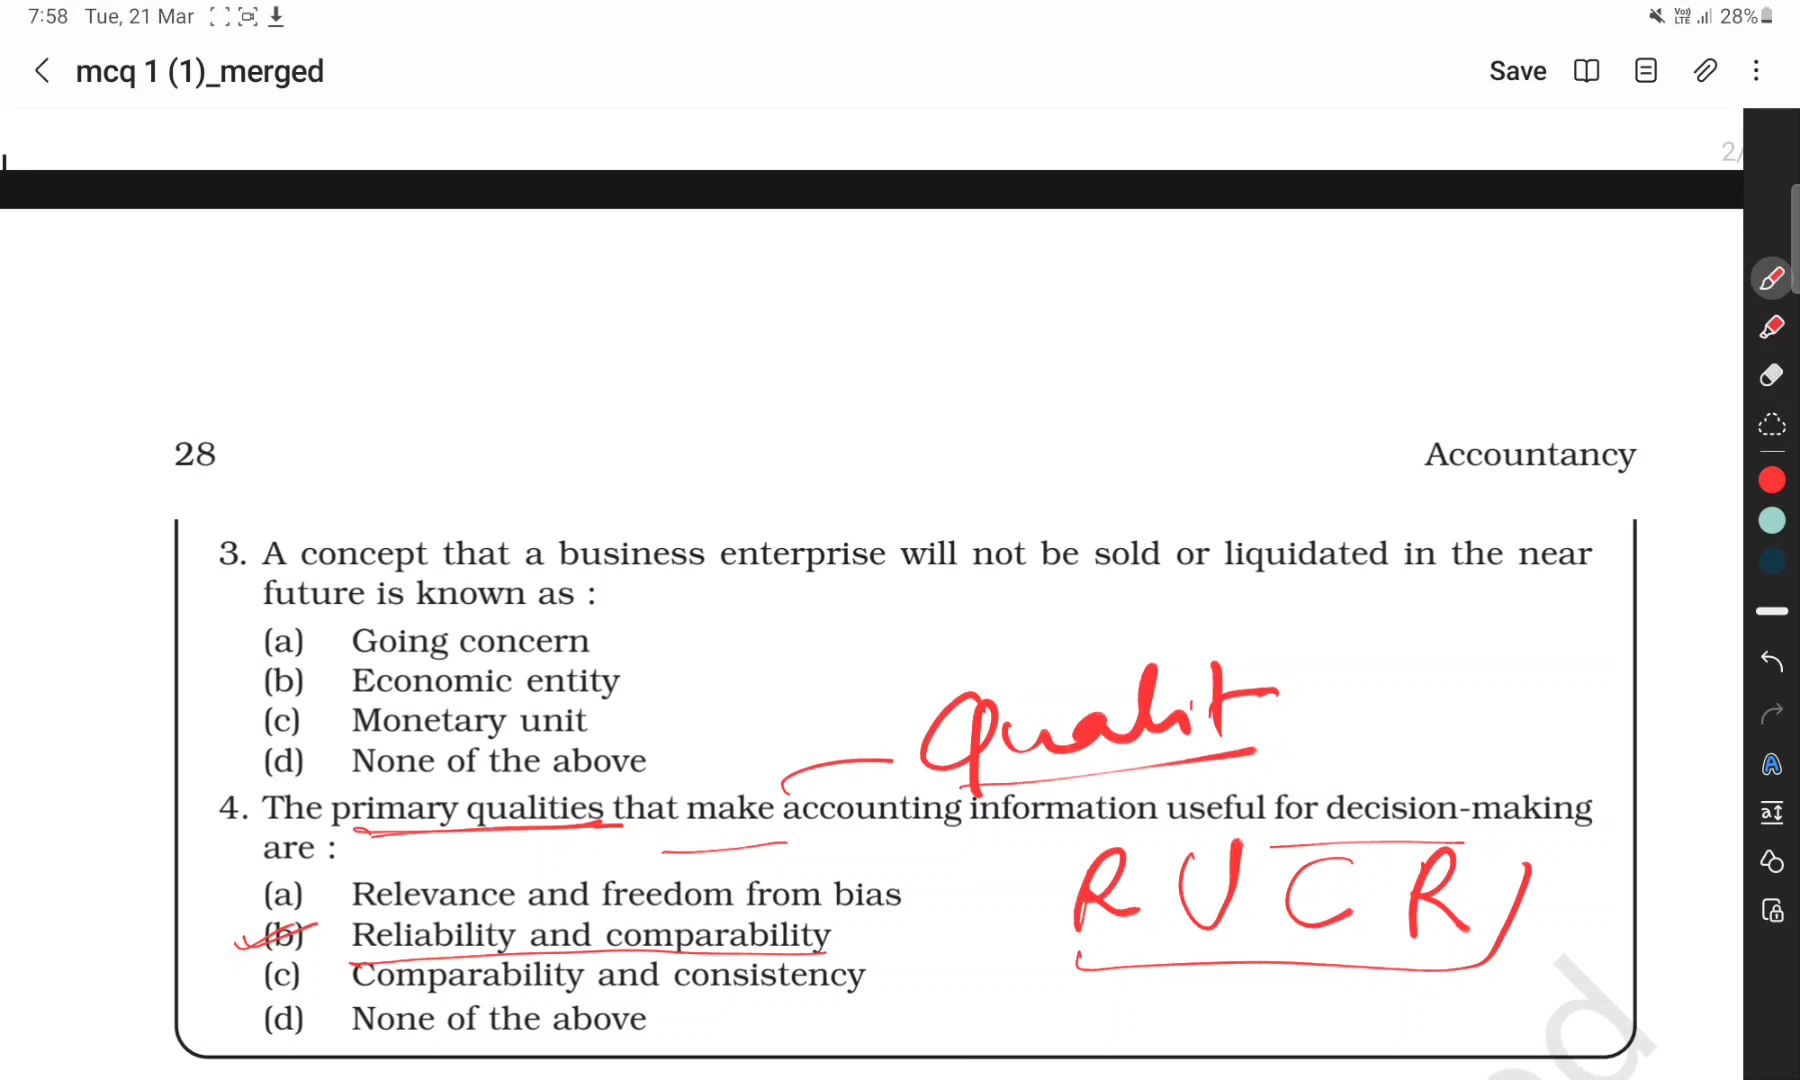 7:58 Tue, 21 Mar
28%
mcq 1 (1)_merged
Save
2/
28
Accountancy
3. A concept that a business enterprise will not be sold or liquidated in the near
future is known as :
(a) Going concern
(b) Economic entity
(c) Monetary unit
(d) None of the above
Qualit
4. The primary qualities that make accounting information useful for decision-making
are :
R U C R
(a) Relevance and freedom from bias
(b) Reliability and comparability
(c) Comparability and consistency
(d) None of the above